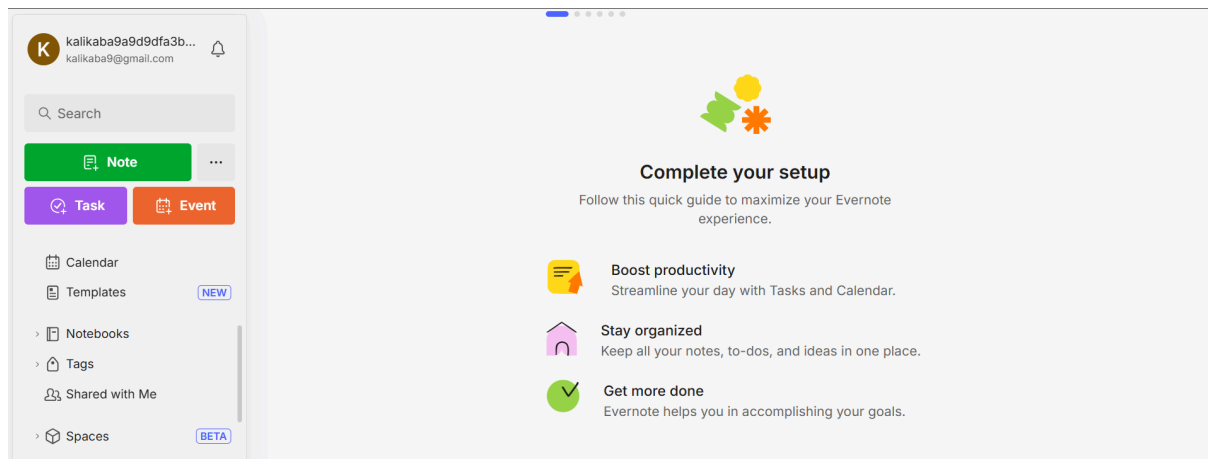 K
kalikaba9a9d9dfa3b...
kalikaba9@gmail.com
Search
Note
...
Task
Event
Calendar
Templates
NEW
Notebooks
Tags
Shared with Me
Spaces
BETA
Complete your setup
Follow this quick guide to maximize your Evernote
experience.
Boost productivity
Streamline your day with Tasks and Calendar.
Stay organized
Keep all your notes, to-dos, and ideas in one place.
Get more done
Evernote helps you in accomplishing your goals.